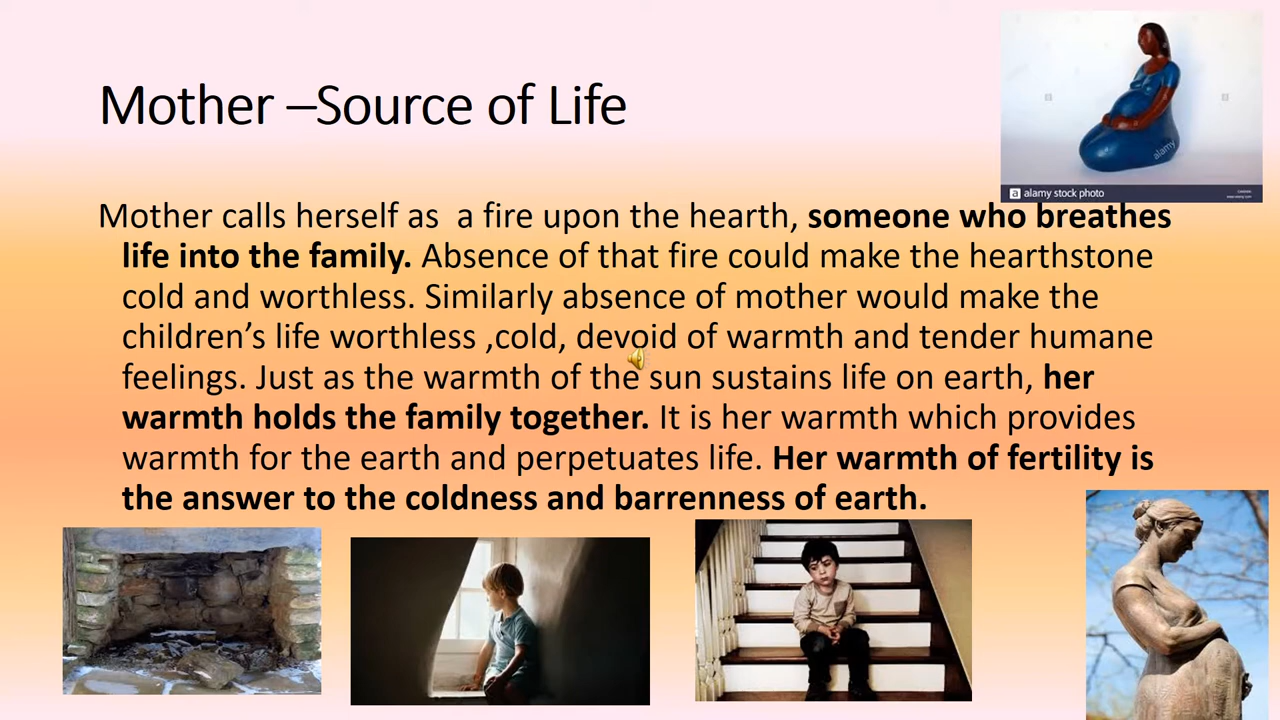 Mother –Source of Life
alamy
a alamy stock photo
Mother calls herself as  a fire upon the hearth, someone who breathes
life into the family. Absence of that fire could make the hearthstone
cold and worthless. Similarly absence of mother would make the
children’s life worthless ,cold, devoid of warmth and tender humane
feelings. Just as the warmth of the sun sustains life on earth, her
warmth holds the family together. It is her warmth which provides
warmth for the earth and perpetuates life. Her warmth of fertility is
the answer to the coldness and barrenness of earth.